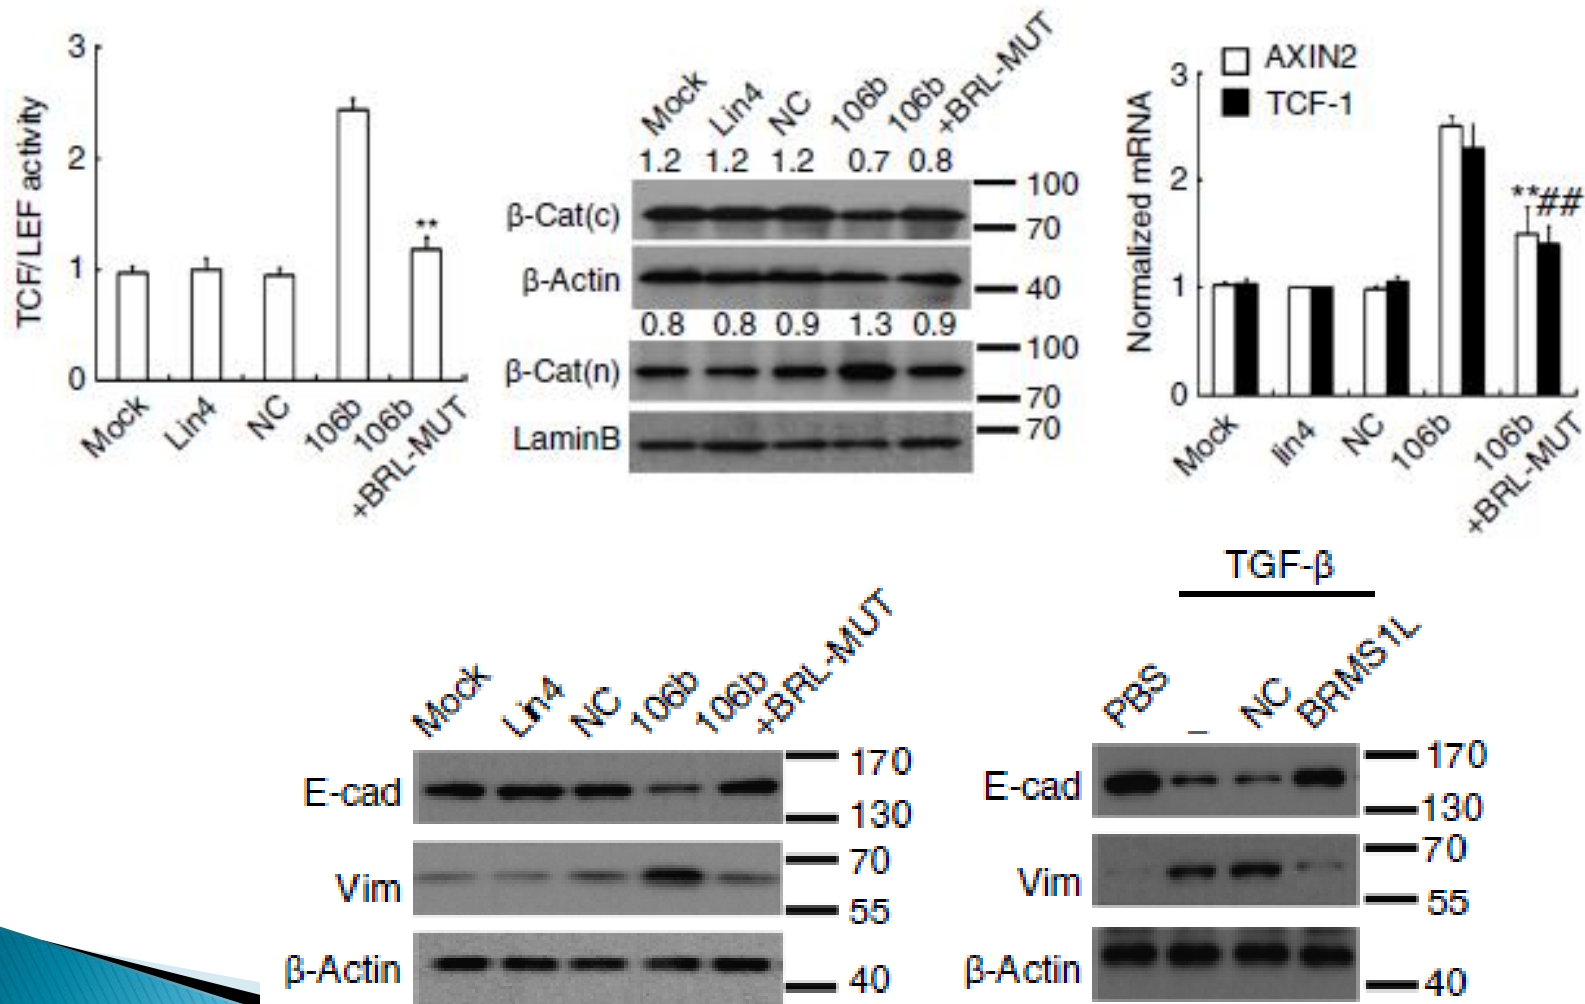 TCF/LEF activity
3
2
1
0
**
Mock
Lin4
NC
106b
106b
+BRL-MUT
Mock
Lin4
NC
106b
106b
+BRL-MUT
1.2 1.2 1.2 0.7 0.8
β-Cat(c)
100
70
β-Actin
40
0.8 0.8 0.9 1.3 0.9
β-Cat(n)
100
70
LaminB
70
AXIN2
TCF-1
Normalized mRNA
3
2
1
0
**##
Mock
lin4
NC
106b
106b
+BRL-MUT
Mock
Lin4
NC
106b
106b
+BRL-MUT
E-cad
170
130
Vim
70
55
β-Actin
40
TGF-β
PBS
–
NC
BRMS1L
E-cad
170
130
Vim
70
55
β-Actin
40